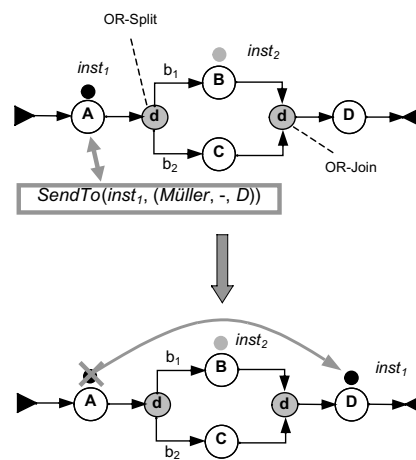 OR-Split
inst1
inst2
b1
B
A
d
d
D
b2
C
OR-Join
SendTo(inst1, (Müller, -, D))
inst2
inst1
b1
B
A
d
d
D
b2
C